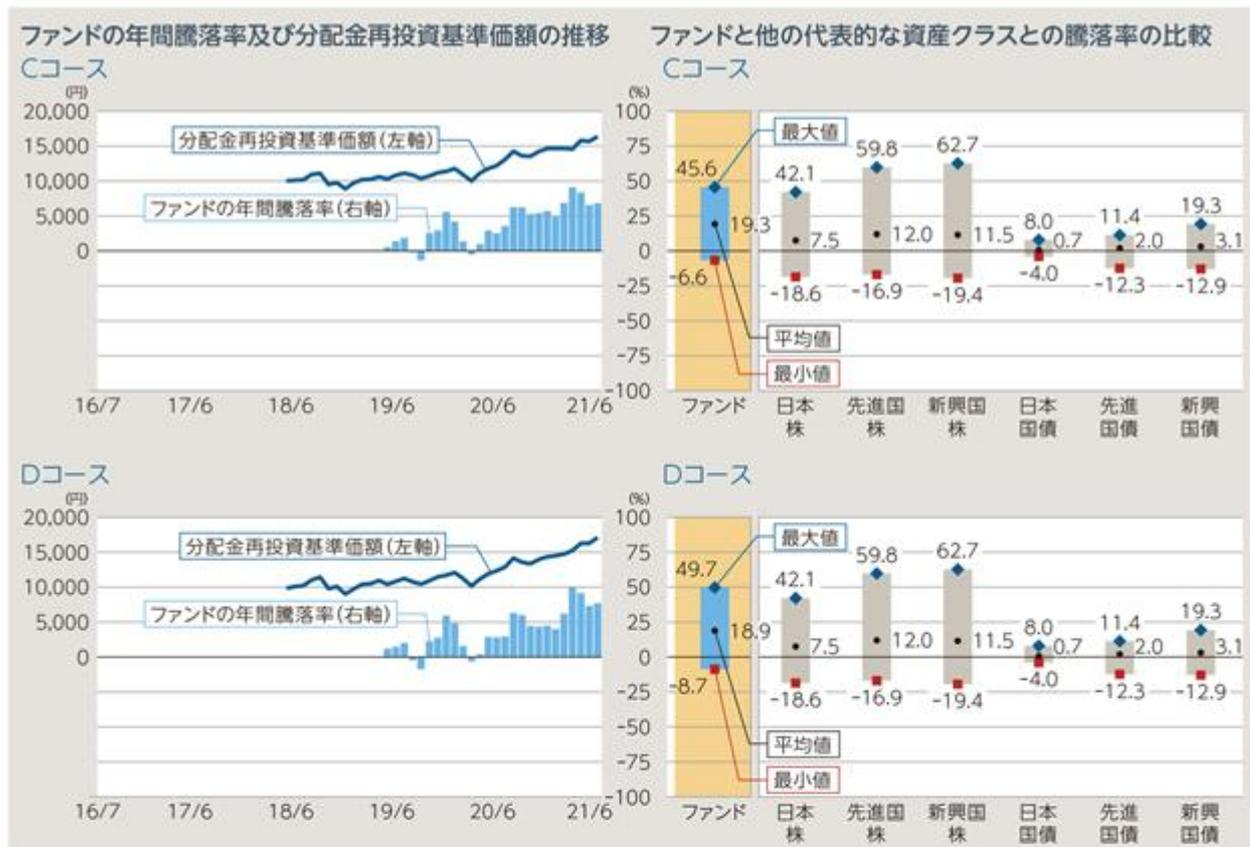 ファンドの年間騰落率及び分配金再投資基準価額の推移
Cコース
(円)
20,000
15,000
10,000
5,000
0
分配金再投資基準価額(左軸)
ファンドの年間騰落率(右軸)
16/7 17/6 18/6 19/6 20/6 21/6
ファンドと他の代表的な資産クラスとの騰落率の比較
Cコース
(%)
100
75
50
25
0
-25
-50
-75
-100
最大値
平均値
最小値
45.6 42.1 59.8 62.7 8.0 11.4 19.3
19.3 7.5 12.0 11.5 0.7 2.0 3.1
-6.6 -18.6 -16.9 -19.4 -4.0 -12.3 -12.9
ファンド 日本 先進国 新興国 日本 先進 新興
株 株 株 国債 国債 国債
Dコース
(円)
20,000
15,000
10,000
5,000
0
分配金再投資基準価額(左軸)
ファンドの年間騰落率(右軸)
16/7 17/6 18/6 19/6 20/6 21/6
Dコース
(%)
100
75
50
25
0
-25
-50
-75
-100
最大値
平均値
最小値
49.7 42.1 59.8 62.7 8.0 11.4 19.3
18.9 7.5 12.0 11.5 0.7 2.0 3.1
-8.7 -18.6 -16.9 -19.4 -4.0 -12.3 -12.9
ファンド 日本 先進国 新興国 日本 先進 新興
株 株 株 国債 国債 国債